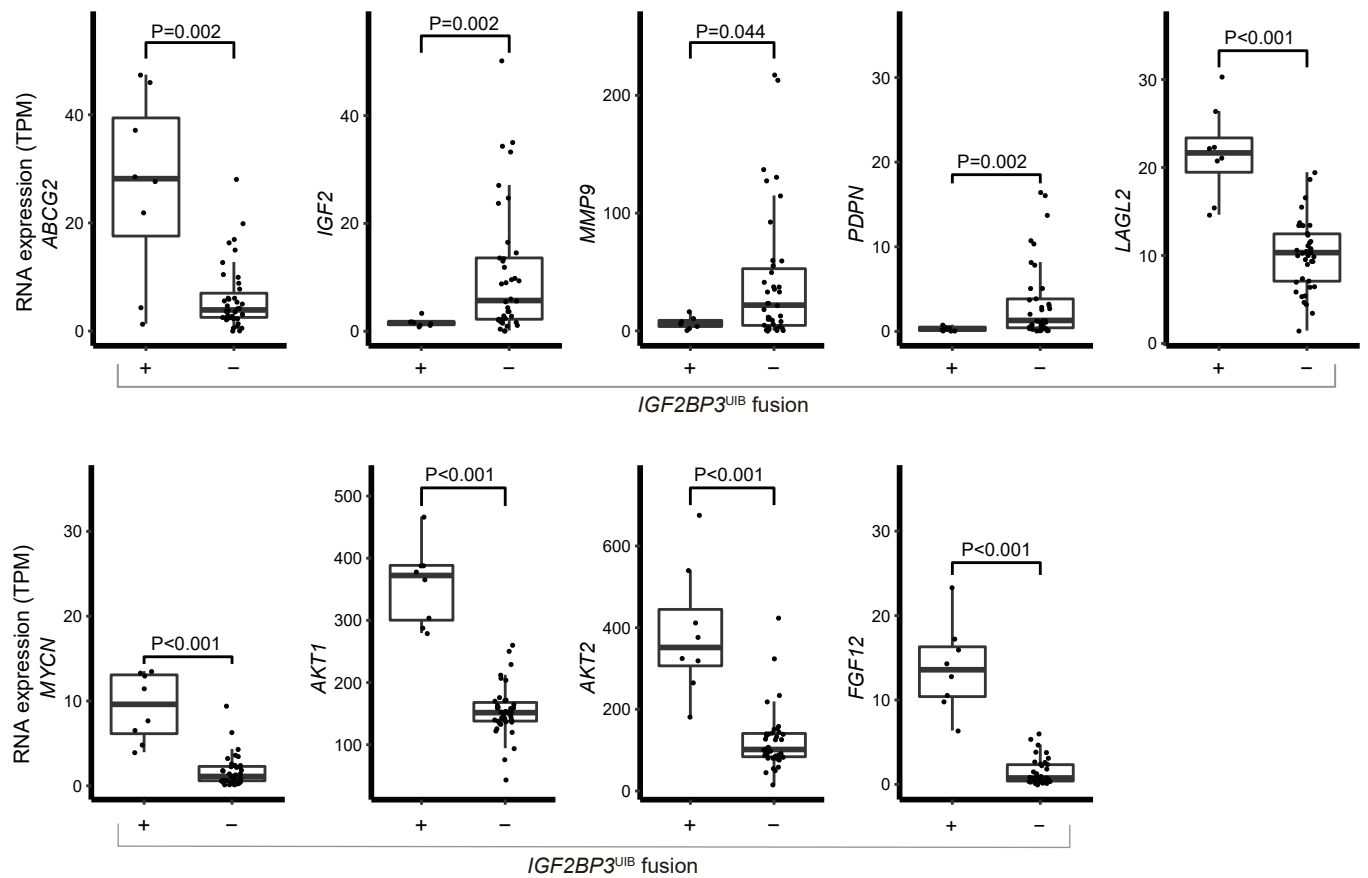 P=0.002
P=0.002
P=0.044
P=0.002
P<0.001
RNA expression (TPM)
ABCG2
40
20
0
IGF2
40
20
0
MMP9
200
100
0
PDPN
30
20
10
0
LAGL2
30
20
10
0
+ − + − + − + − + −
IGF2BP3UIB fusion
P<0.001
P<0.001
P<0.001
P<0.001
RNA expression (TPM)
MYCN
30
20
10
0
AKT1
500
400
300
200
100
AKT2
600
400
200
0
FGF12
30
20
10
0
+ − + − + − + −
IGF2BP3UIB fusion